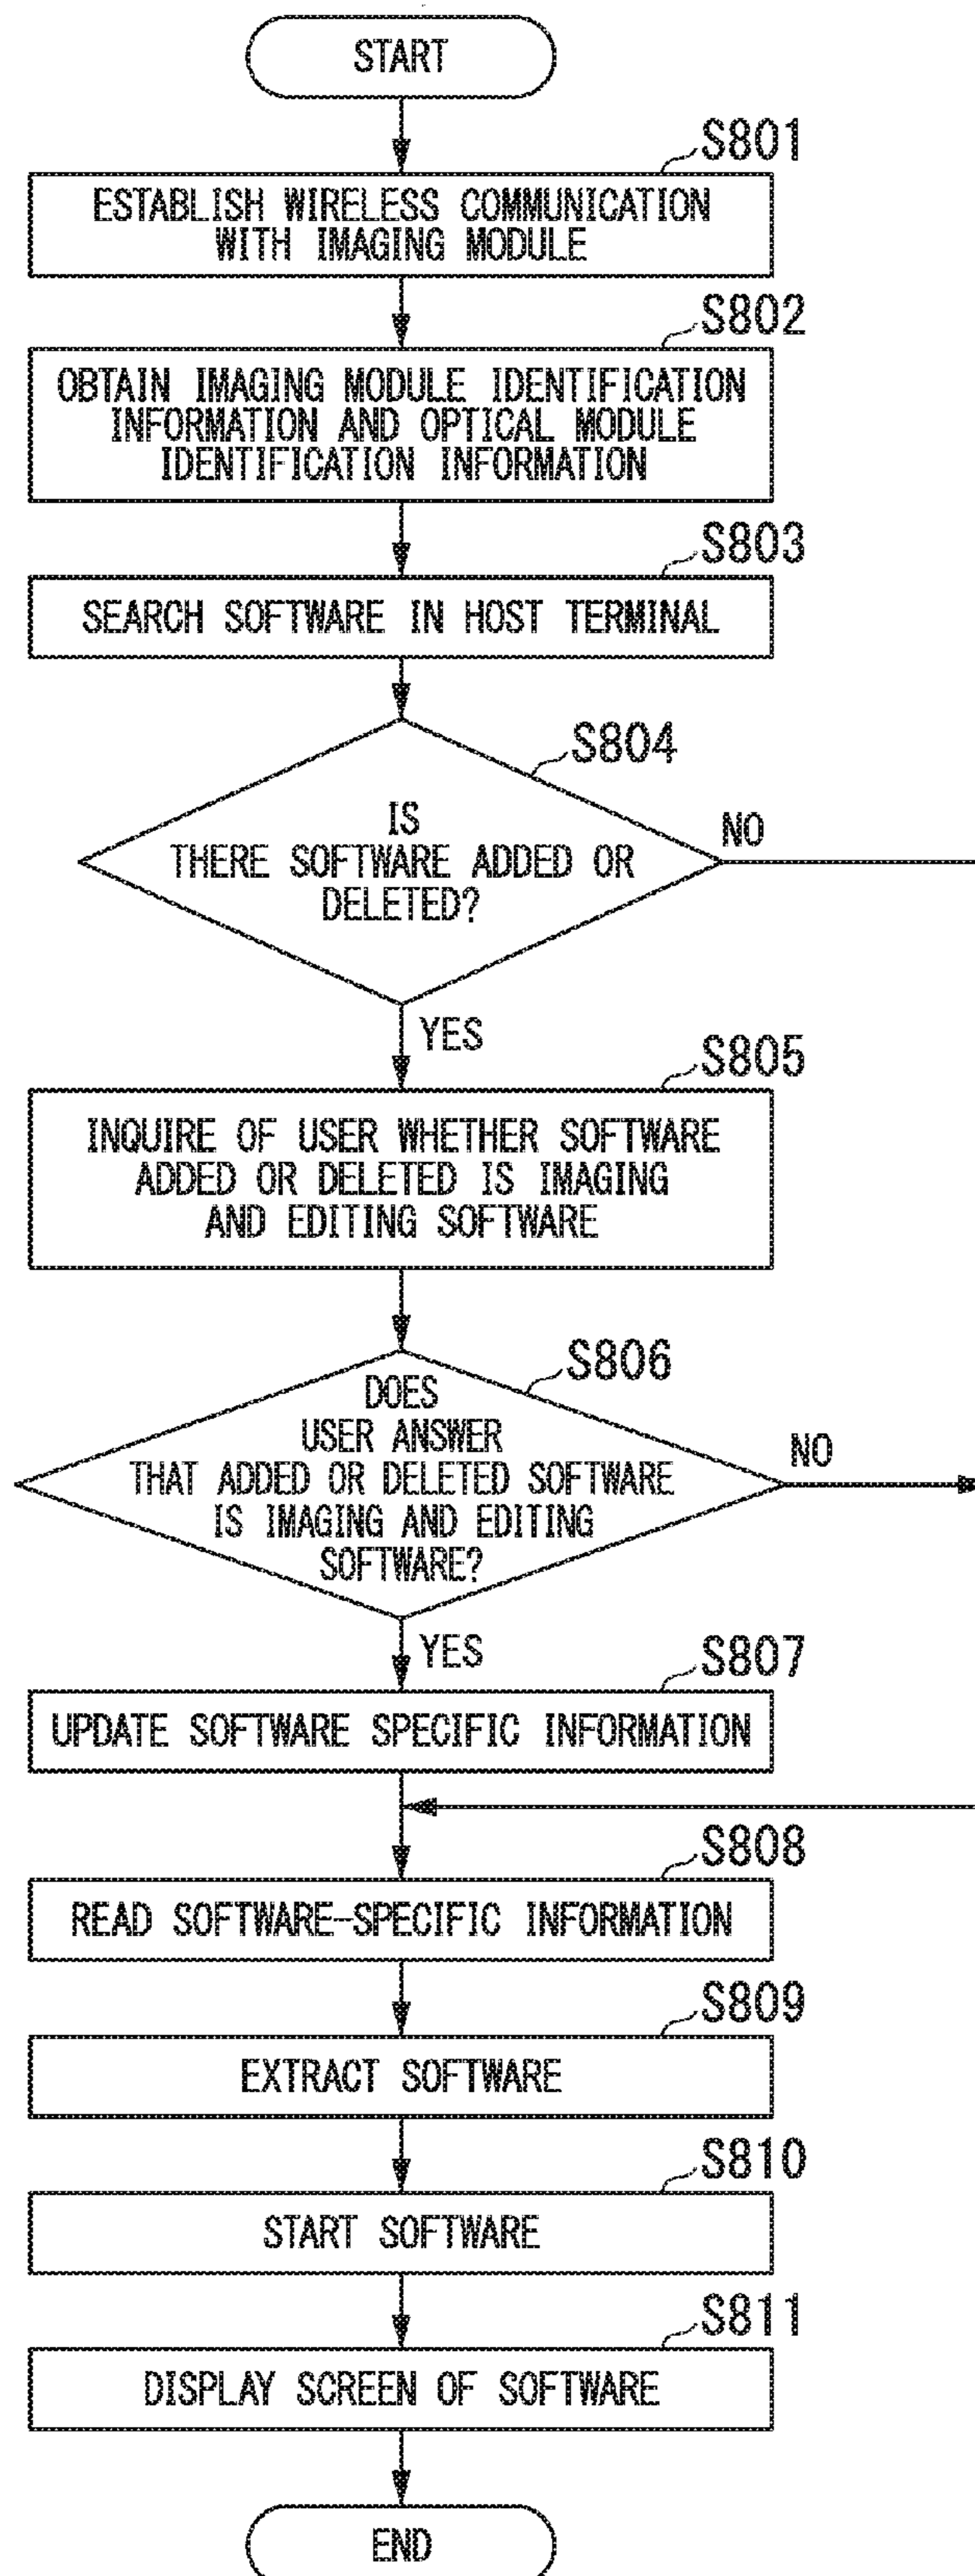 START
S801
ESTABLISH WIRELESS COMMUNICATION
WITH IMAGING MODULE
S802
OBTAIN IMAGING MODULE IDENTIFICATION
INFORMATION AND OPTICAL MODULE
IDENTIFICATION INFORMATION
S803
SEARCH SOFTWARE IN HOST TERMINAL
S804
IS
THERE SOFTWARE ADDED OR
DELETED?
NO
YES
S805
INQUIRE OF USER WHETHER SOFTWARE
ADDED OR DELETED IS IMAGING
AND EDITING SOFTWARE
S806
DOES
USER ANSWER
THAT ADDED OR DELETED SOFTWARE
IS IMAGING AND EDITING
SOFTWARE?
NO
YES
S807
UPDATE SOFTWARE SPECIFIC INFORMATION
S808
READ SOFTWARE-SPECIFIC INFORMATION
S809
EXTRACT SOFTWARE
S810
START SOFTWARE
S811
DISPLAY SCREEN OF SOFTWARE
END